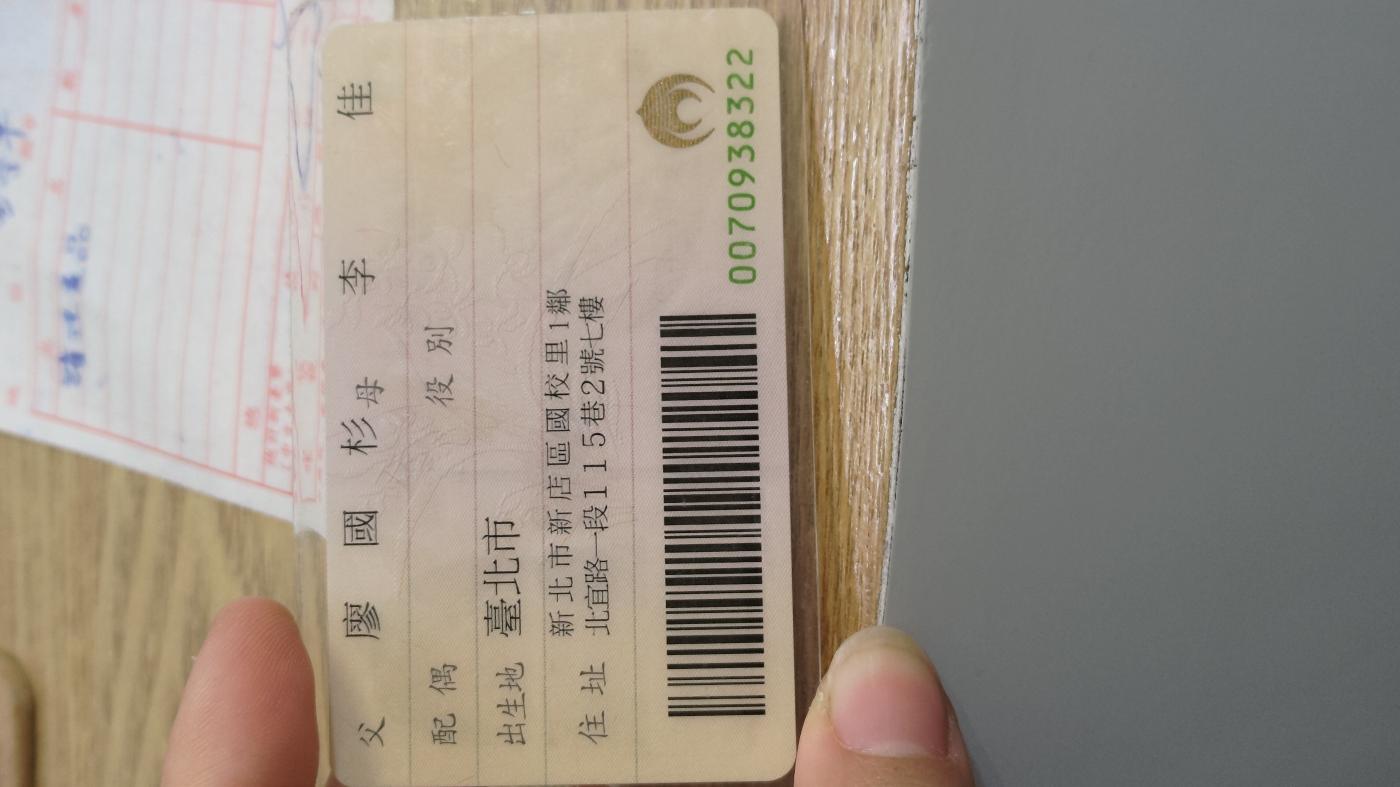 父 廖國杉 母 李佳
配偶 役別
出生地 臺北市
住址 新北市新店區國校里1鄰
北宜路一段115巷2號七樓
0070938322